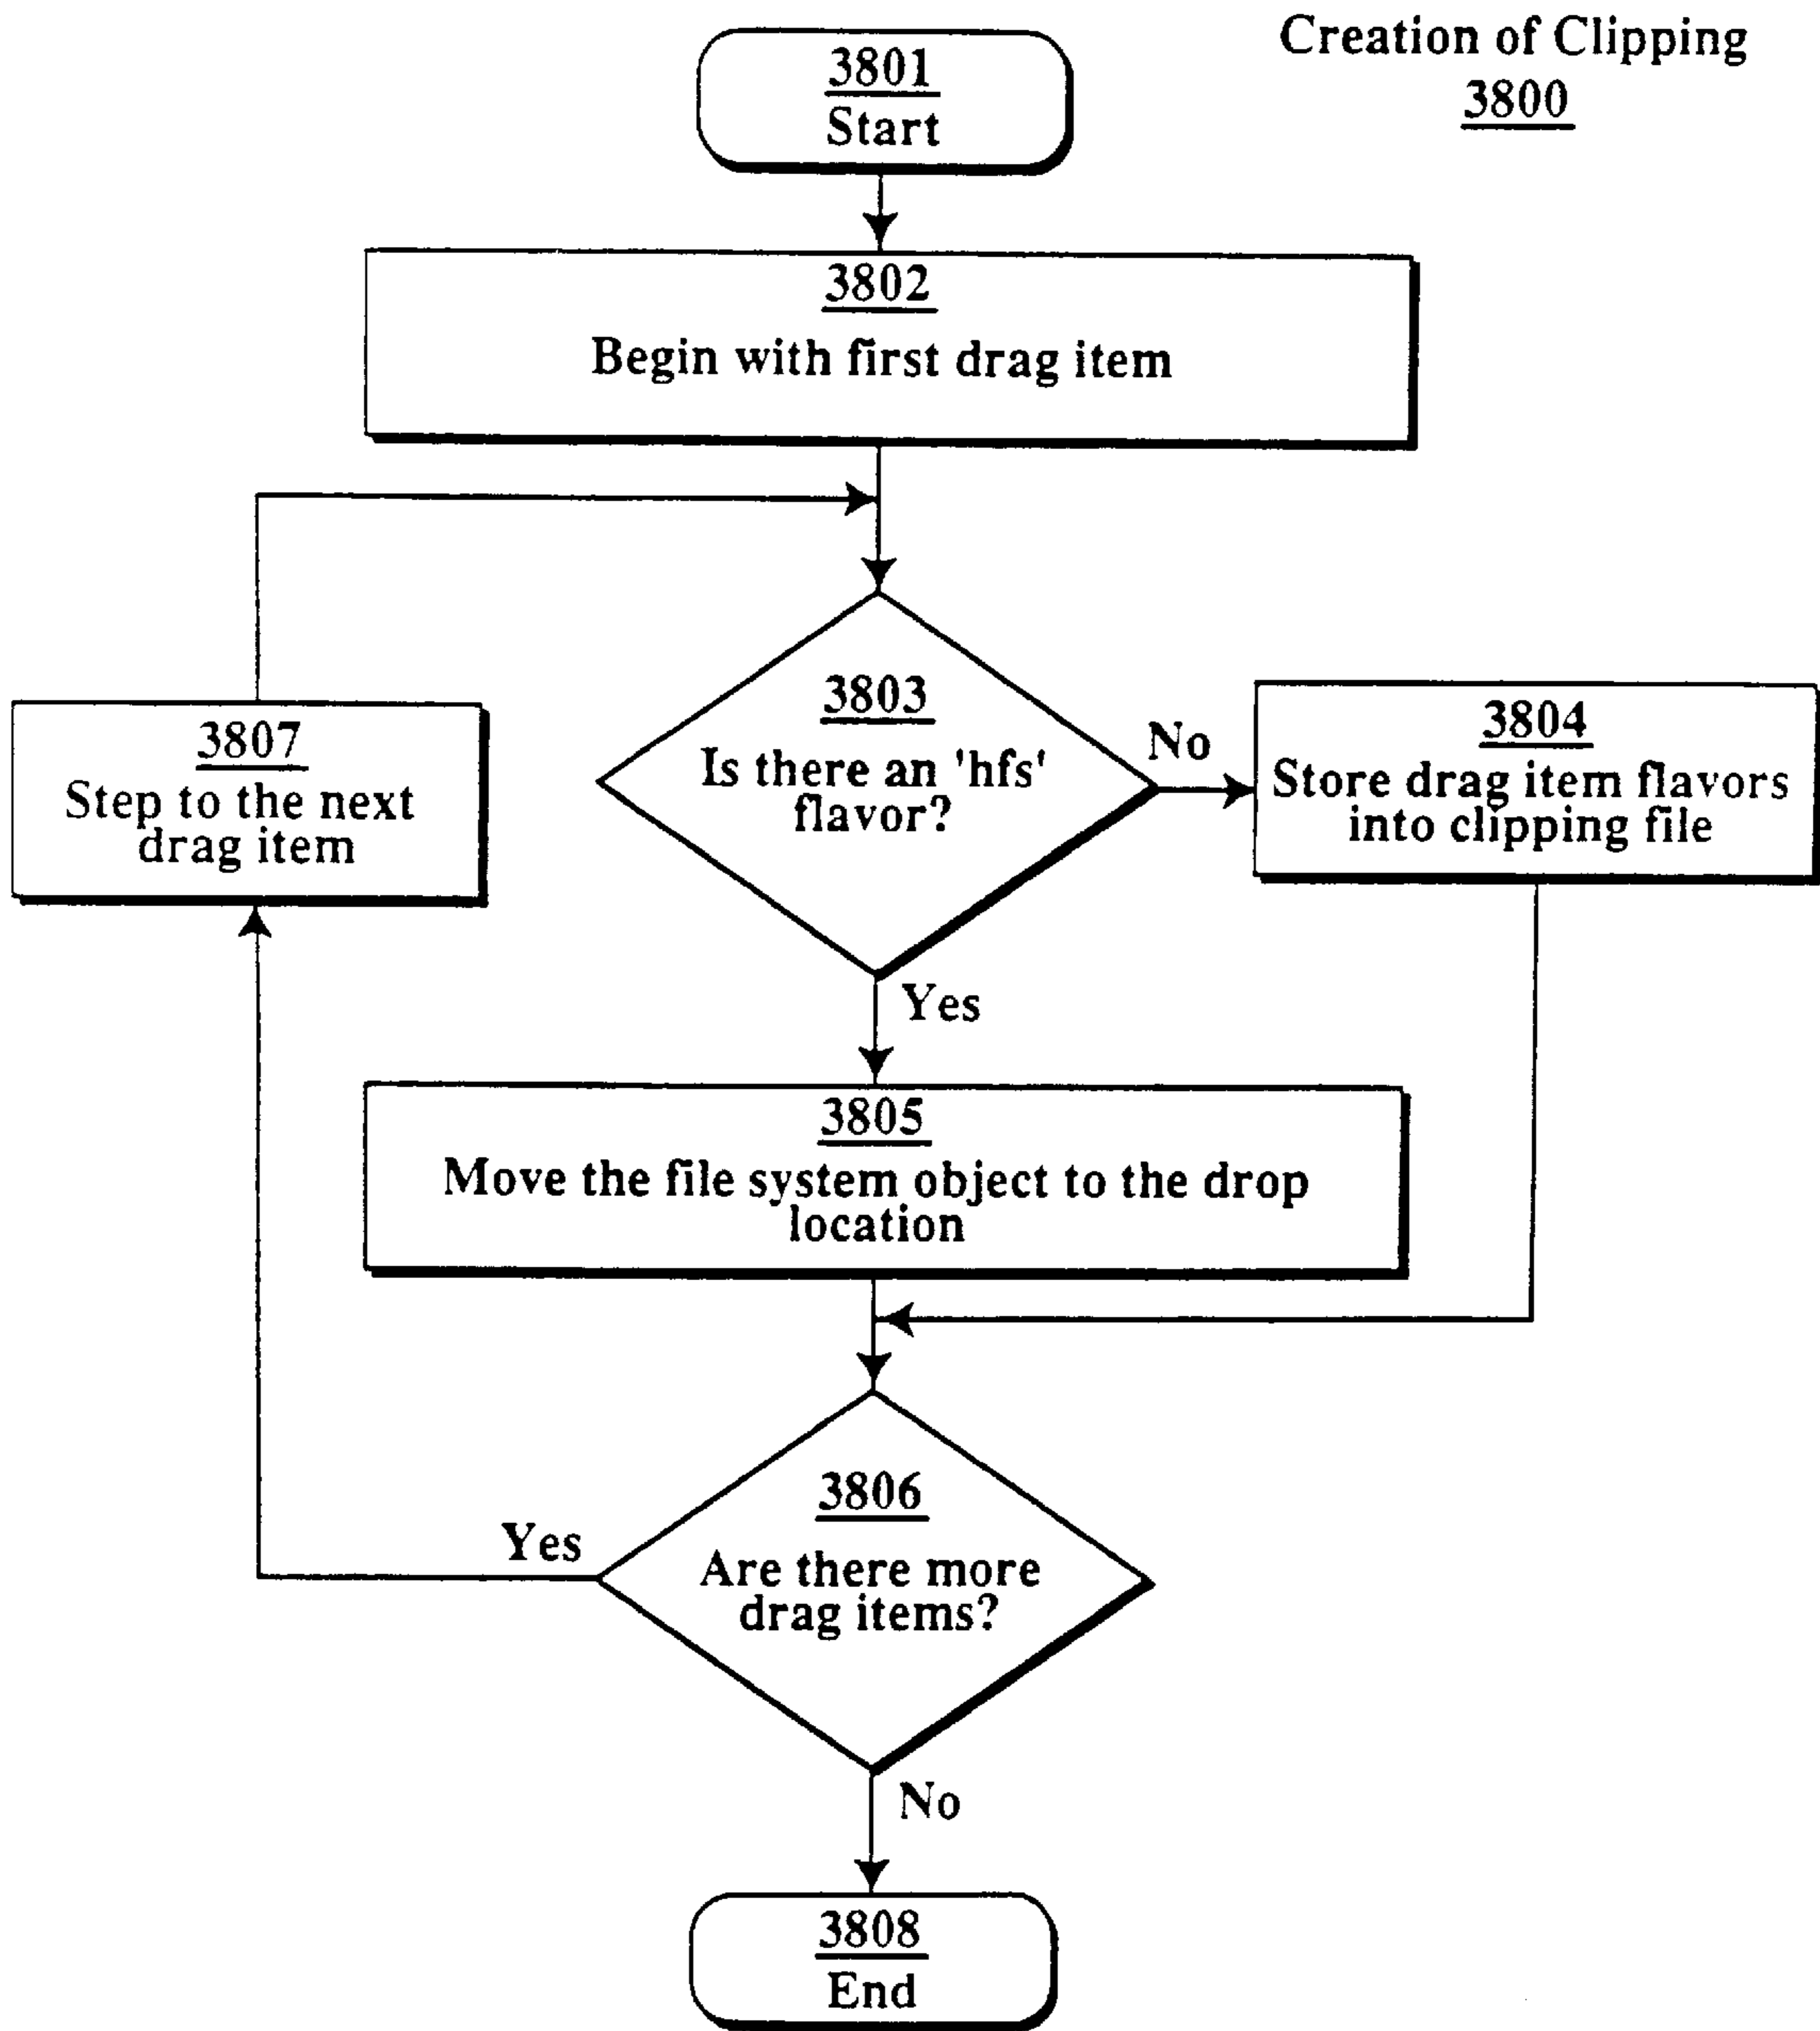 Creation of Clipping
3800
3801
Start
3802
Begin with first drag item
3803
Is there an 'hfs'
flavor?
No
3804
Store drag item flavors
into clipping file
3807
Step to the next
drag item
Yes
3805
Move the file system object to the drop
location
3806
Are there more
drag items?
Yes
No
3808
End